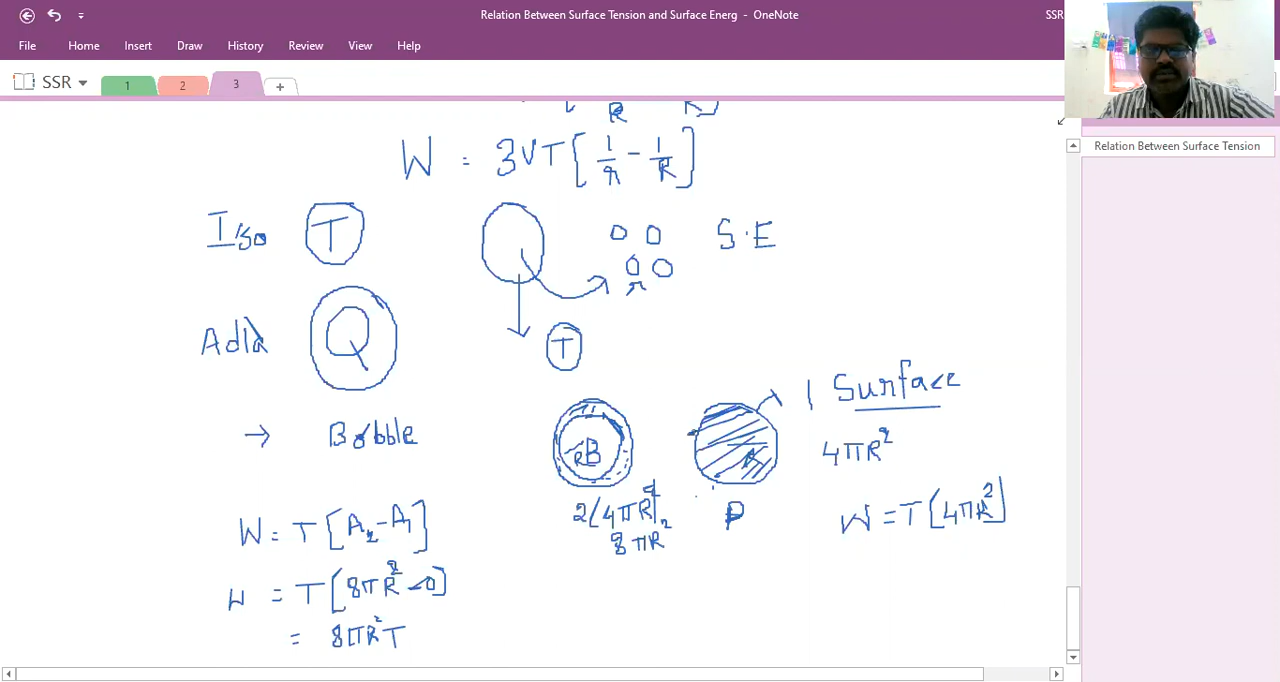 Relation Between Surface Tension and Surface Energ - OneNote
SSR
File Home Insert Draw History Review View Help
SSR 1 2 3 +
Relation Between Surface Tension
R R]
W = 3VT[1/r - 1/R]
Iso T S.E
r
Adia Q T
1 Surface
→ Bobble B R
4πR²
2(4πR²) D W = T[4πR²]
W = T[A₂-A₁] 8πR²
W = T[8πR²-0]
= 8πR²T